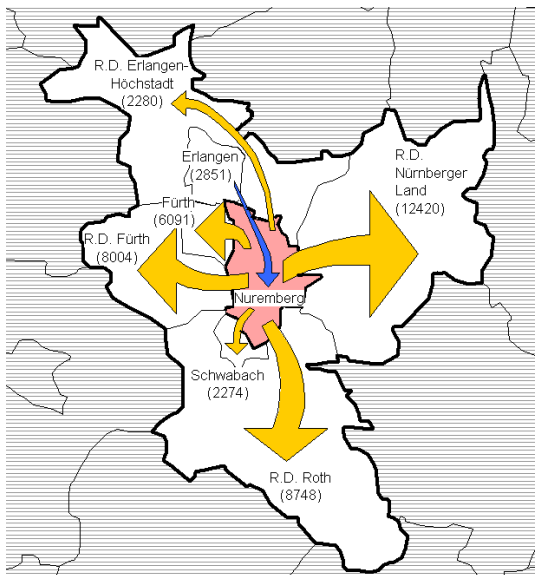 R.D. Erlangen-
Höchstadt
(2280)
Erlangen
(2851)
R.D.
Nürnberger
Land
(12420)
Fürth
(6091)
R.D. Fürth
(8004)
Nuremberg
Schwabach
(2274)
R.D. Roth
(8748)